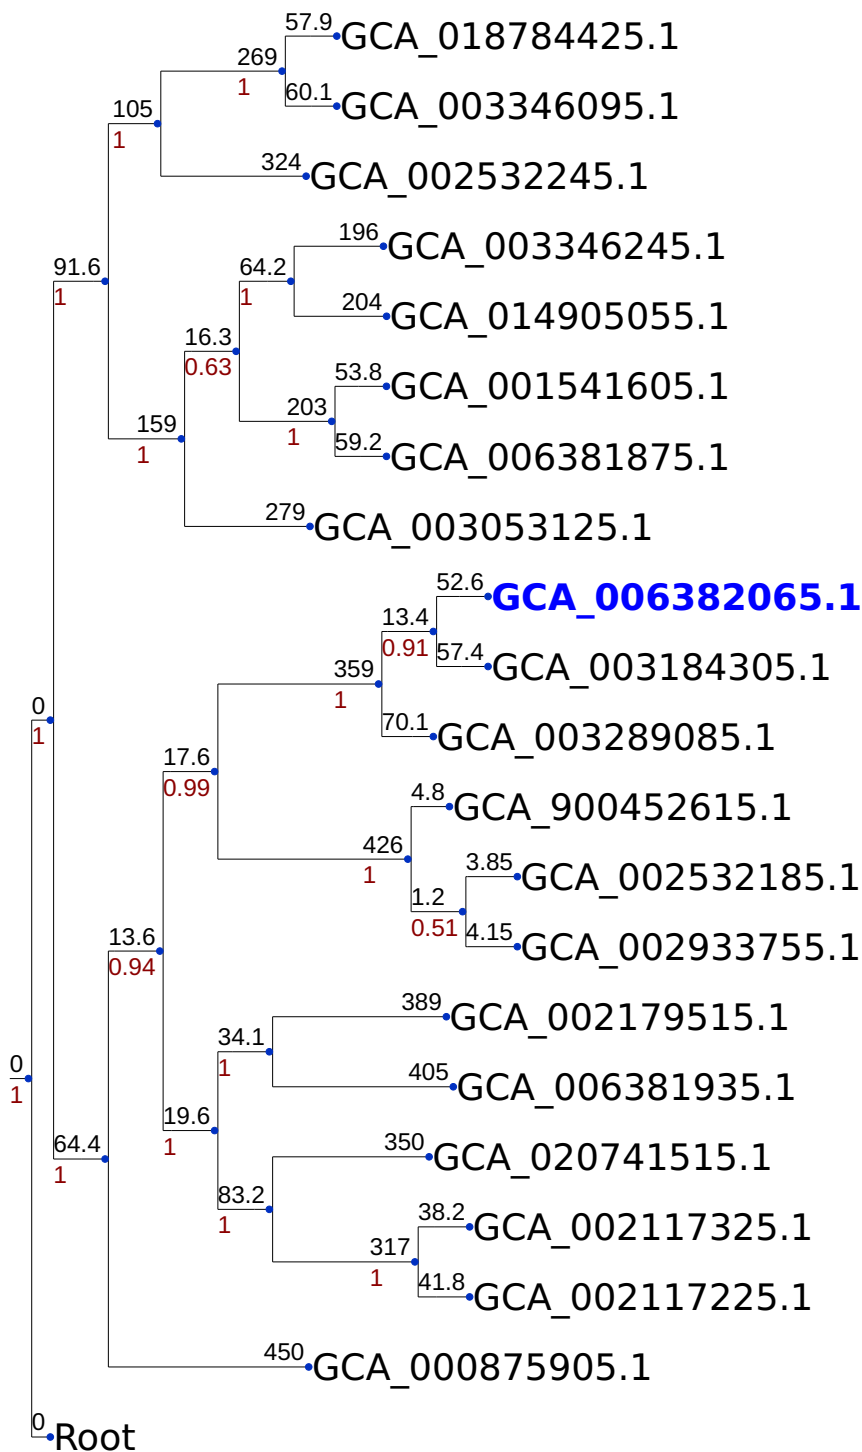 57.9
GCA_018784425.1
269
1
60.1
GCA_003346095.1
105
1
324
GCA_002532245.1
196
GCA_003346245.1
91.6
1
64.2
1
204
GCA_014905055.1
16.3
0.63
53.8
GCA_001541605.1
203
1
159
1
59.2
GCA_006381875.1
279
GCA_003053125.1
52.6
GCA_006382065.1
13.4
0.91
57.4
GCA_003184305.1
359
1
0
1
70.1
GCA_003289085.1
17.6
0.99
4.8
GCA_900452615.1
426
1
3.85
GCA_002532185.1
1.2
0.51
4.15
GCA_002933755.1
13.6
0.94
389
GCA_002179515.1
34.1
1
0
1
405
GCA_006381935.1
19.6
1
64.4
1
350
GCA_020741515.1
83.2
1
38.2
GCA_002117325.1
317
1
41.8
GCA_002117225.1
450
GCA_000875905.1
0
Root